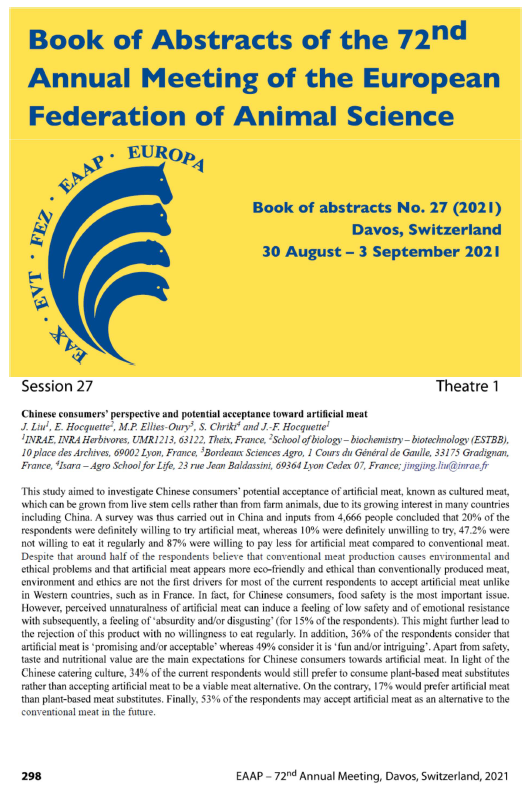 Book of Abstracts of the 72nd
Annual Meeting of the European
Federation of Animal Science
EAX · EVT · FEZ · EAAP · EUROPA
Book of abstracts No. 27 (2021)
Davos, Switzerland
30 August – 3 September 2021
Session 27 Theatre 1
Chinese consumers' perspective and potential acceptance toward artificial meat
J. Liu1, E. Hocquette2, M.P. Ellies-Oury3, S. Chriki4 and J.-F. Hocquette1
1INRAE, INRA Herbivores, UMR1213, 63122, Theix, France, 2School of biology – biochemistry – biotechnology (ESTBB),
10 place des Archives, 69002 Lyon, France, 3Bordeaux Sciences Agro, 1 Cours du Général de Gaulle, 33175 Gradignan,
France, 4Isara – Agro School for Life, 23 rue Jean Baldassini, 69364 Lyon Cedex 07, France; jingjing.liu@inrae.fr
This study aimed to investigate Chinese consumers' potential acceptance of artificial meat, known as cultured meat,
which can be grown from live stem cells rather than from farm animals, due to its growing interest in many countries
including China. A survey was thus carried out in China and inputs from 4,666 people concluded that 20% of the
respondents were definitely willing to try artificial meat, whereas 10% were definitely unwilling to try, 47.2% were
not willing to eat it regularly and 87% were willing to pay less for artificial meat compared to conventional meat.
Despite that around half of the respondents believe that conventional meat production causes environmental and
ethical problems and that artificial meat appears more eco-friendly and ethical than conventionally produced meat,
environment and ethics are not the first drivers for most of the current respondents to accept artificial meat unlike
in Western countries, such as in France. In fact, for Chinese consumers, food safety is the most important issue.
However, perceived unnaturalness of artificial meat can induce a feeling of low safety and of emotional resistance
with subsequently, a feeling of 'absurdity and/or disgusting' (for 15% of the respondents). This might further lead to
the rejection of this product with no willingness to eat regularly. In addition, 36% of the respondents consider that
artificial meat is 'promising and/or acceptable' whereas 49% consider it is 'fun and/or intriguing'. Apart from safety,
taste and nutritional value are the main expectations for Chinese consumers towards artificial meat. In light of the
Chinese catering culture, 34% of the current respondents would still prefer to consume plant-based meat substitutes
rather than accepting artificial meat to be a viable meat alternative. On the contrary, 17% would prefer artificial meat
than plant-based meat substitutes. Finally, 53% of the respondents may accept artificial meat as an alternative to the
conventional meat in the future.
298 EAAP – 72nd Annual Meeting, Davos, Switzerland, 2021